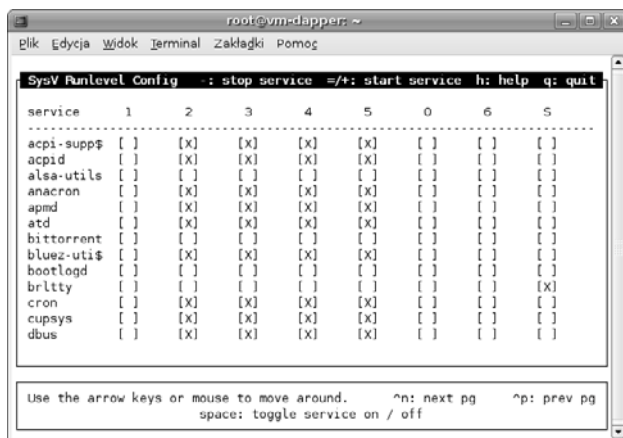 root@vm-dapper: ~
Plik Edycja Widok Terminal Zakładki Pomoc
SysV Runlevel Config -: stop service =/+: start service h: help q: quit
service 1 2 3 4 5 0 6 S
--------------------------------------------------------------------------
acpi-supp$ [ ] [X] [X] [X] [X] [ ] [ ] [ ]
acpid [ ] [X] [X] [X] [X] [ ] [ ] [ ]
alsa-utils [ ] [ ] [ ] [ ] [ ] [ ] [ ] [ ]
anacron [ ] [X] [X] [X] [X] [ ] [ ] [ ]
apmd [ ] [X] [X] [X] [X] [ ] [ ] [ ]
atd [ ] [X] [X] [X] [X] [ ] [ ] [ ]
bittorrent [ ] [ ] [ ] [ ] [ ] [ ] [ ] [ ]
bluez-uti$ [ ] [X] [X] [X] [X] [ ] [ ] [ ]
bootlogd [ ] [ ] [ ] [ ] [ ] [ ] [ ] [ ]
brltty [ ] [ ] [ ] [ ] [ ] [ ] [ ] [X]
cron [ ] [X] [X] [X] [X] [ ] [ ] [ ]
cupsys [ ] [X] [X] [X] [X] [ ] [ ] [ ]
dbus [ ] [X] [X] [X] [X] [ ] [ ] [ ]
Use the arrow keys or mouse to move around. ^n: next pg ^p: prev pg
space: toggle service on / off